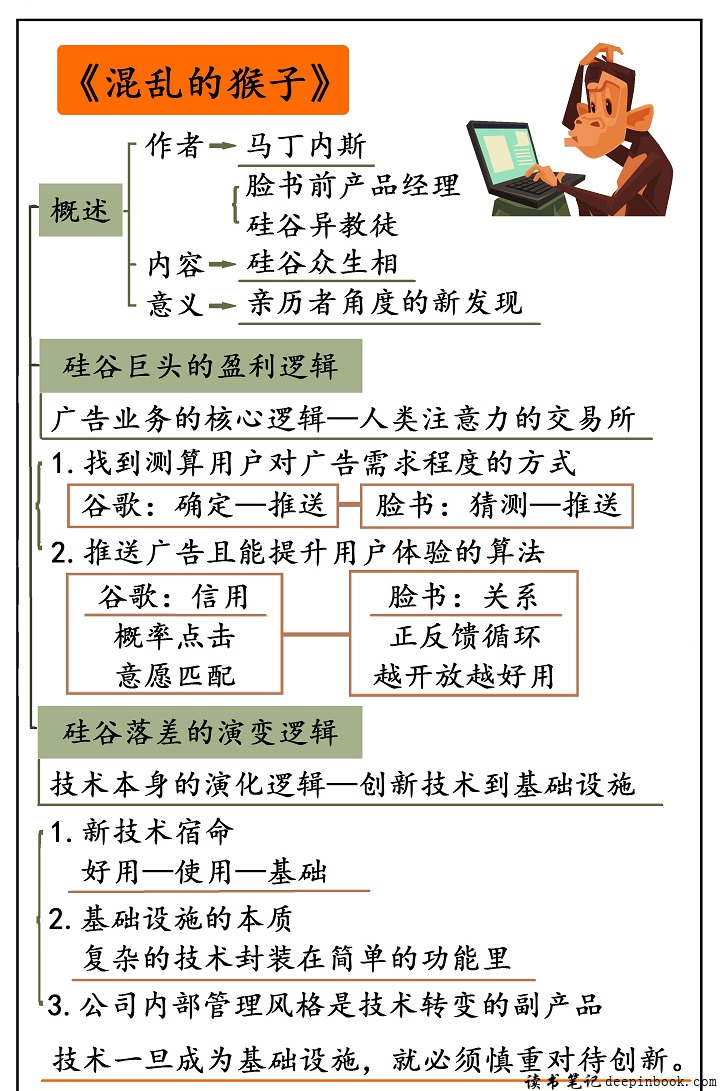 《混乱的猴子》
概述
作者 马丁内斯
脸书前产品经理
硅谷异教徒
内容 硅谷众生相
意义 亲历者角度的新发现
硅谷巨头的盈利逻辑
广告业务的核心逻辑—人类注意力的交易所
1.找到测算用户对广告需求程度的方式
谷歌：确定—推送 脸书：猜测—推送
2.推送广告且能提升用户体验的算法
谷歌：信用
概率点击
意愿匹配
脸书：关系
正反馈循环
越开放越好用
硅谷落差的演变逻辑
技术本身的演化逻辑—创新技术到基础设施
1.新技术宿命
好用—使用—基础
2.基础设施的本质
复杂的技术封装在简单的功能里
3.公司内部管理风格是技术转变的副产品
技术一旦成为基础设施，就必须慎重对待创新。
读书笔记deepinbook.com